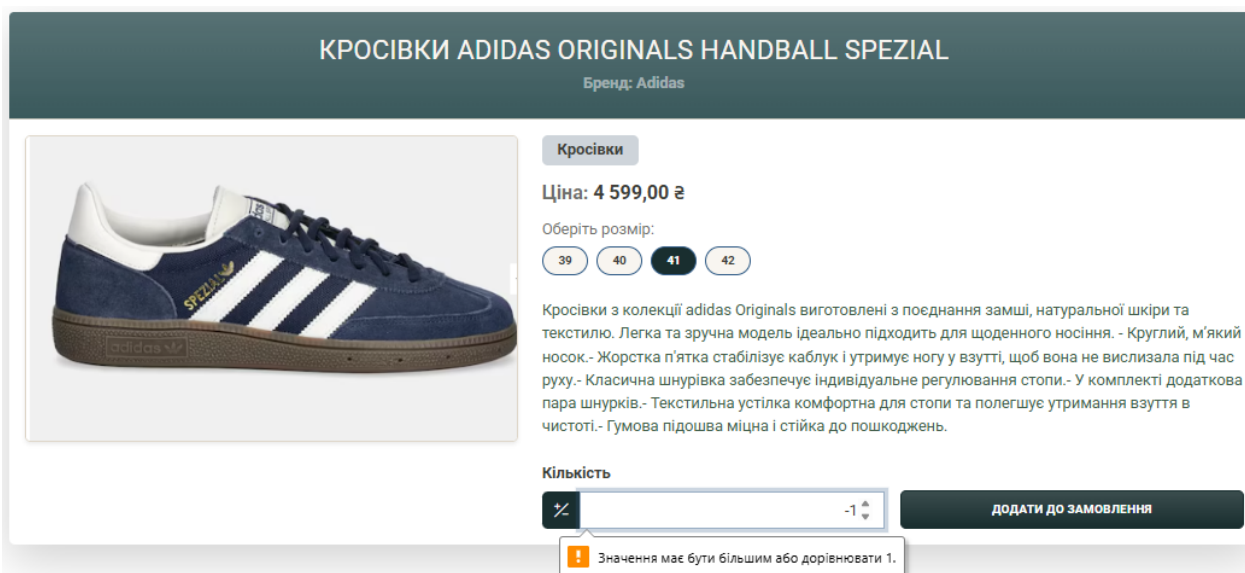 КРОСІВКИ ADIDAS ORIGINALS HANDBALL SPEZIAL
Бренд: Adidas
SPEZIAL
adidas
Кросівки
Ціна: 4 599,00 ₴
Оберіть розмір:
39 40 41 42
Кросівки з колекції adidas Originals виготовлені з поєднання замші, натуральної шкіри та
текстилю. Легка та зручна модель ідеально підходить для щоденного носіння. - Круглий, м'який
носок.- Жорстка п'ятка стабілізує каблук і утримує ногу у взутті, щоб вона не вислизала під час
руху.- Класична шнурівка забезпечує індивідуальне регулювання стопи.- У комплекті додаткова
пара шнурків.- Текстильна устілка комфортна для стопи та полегшує утримання взуття в
чистоті.- Гумова підошва міцна і стійка до пошкоджень.
Кількість
-1
ДОДАТИ ДО ЗАМОВЛЕННЯ
Значення має бути більшим або дорівнювати 1.